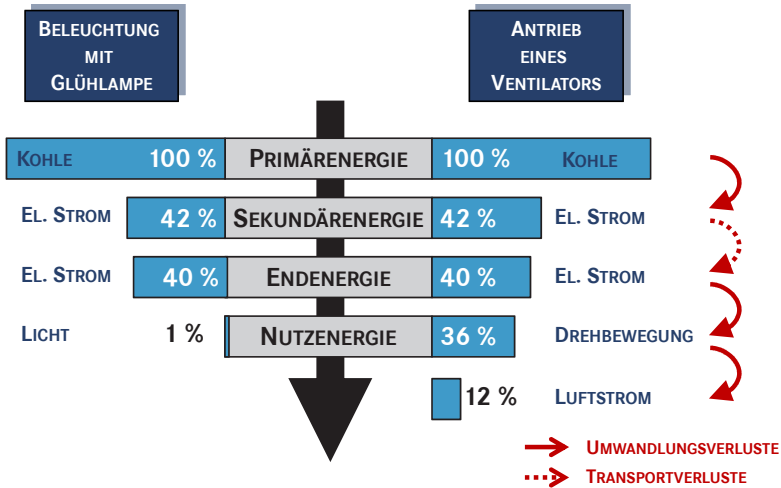 BELEUCHTUNG
MIT
GLÜHLAMPE
ANTRIEB
EINES
VENTILATORS
KOHLE 100 % PRIMÄRENERGIE 100 % KOHLE
EL. STROM 42 % SEKUNDÄRENERGIE 42 % EL. STROM
EL. STROM 40 % ENDENERGIE 40 % EL. STROM
LICHT 1 % NUTZENERGIE 36 % DREHBEWEGUNG
12 % LUFTSTROM
UMWANDLUNGSVERLUSTE
TRANSPORTVERLUSTE